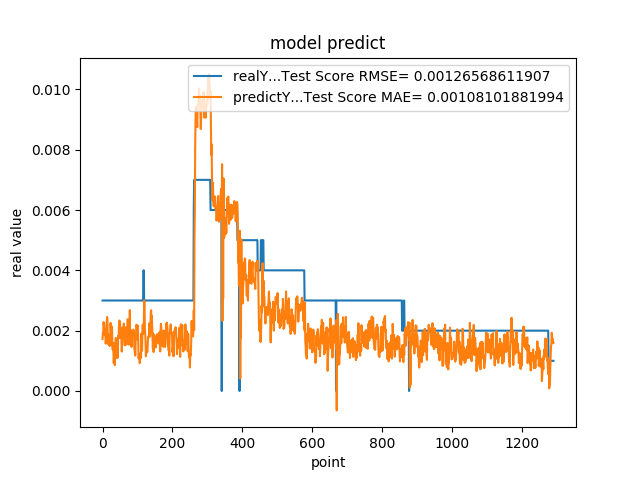 model predict
realY...Test Score RMSE= 0.00126568611907
predictY...Test Score MAE= 0.00108101881994
real value
0.010
0.008
0.006
0.004
0.002
0.000
0 200 400 600 800 1000 1200
point